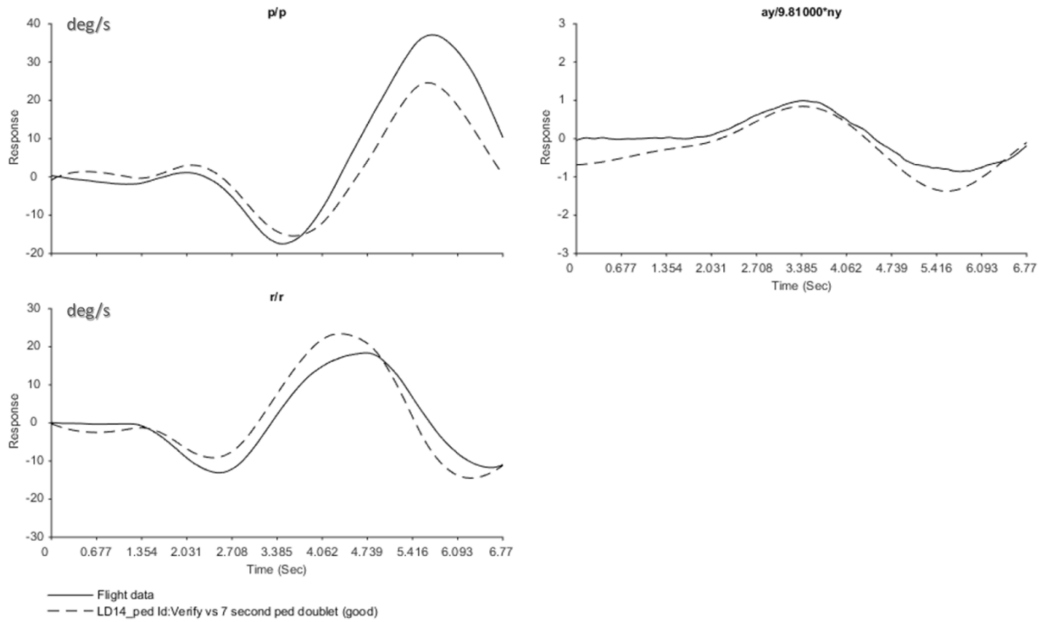 p/p
deg/s
40
30
20
10
0
-10
-20
Response
ay/9.81000*ny
3
2
1
0
-1
-2
-3
Response
0 0.677 1.354 2.031 2.708 3.385 4.062 4.739 5.416 6.093 6.77
Time (Sec)
r/r
deg/s
30
20
10
0
-10
-20
-30
Response
0 0.677 1.354 2.031 2.708 3.385 4.062 4.739 5.416 6.093 6.77
Time (Sec)
Flight data
LD14_ped Id:Verify vs 7 second ped doublet (good)